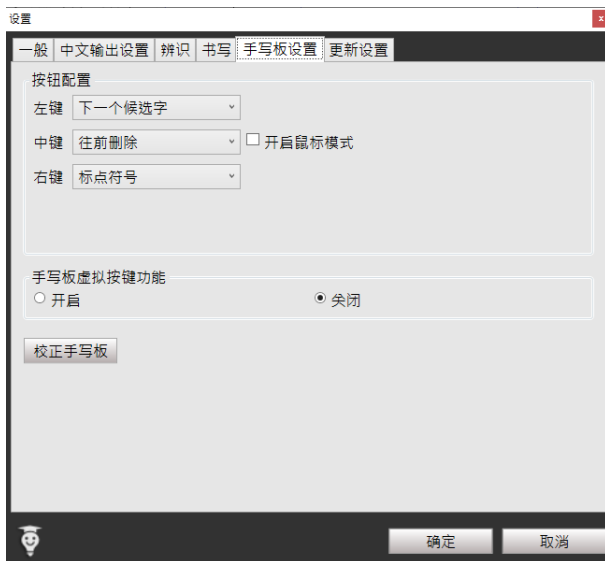 设置
x
一般 中文输出设置 辨识 书写 手写板设置 更新设置
按钮配置
左键 下一个候选字
中键 往前删除 开启鼠标模式
右键 标点符号
手写板虚拟按键功能
开启 关闭
校正手写板
确定 取消